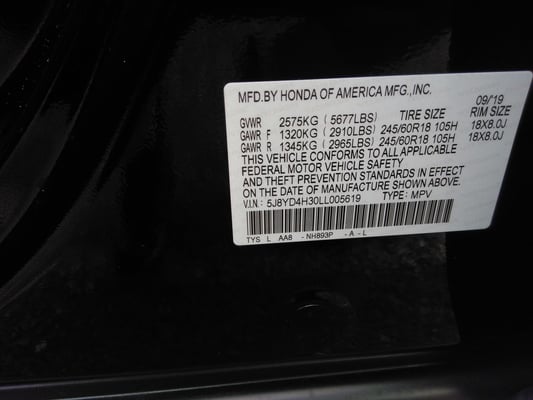 MFD.BY HONDA OF AMERICA MFG.,INC.
09/'19
GVWR 2575KG (5677LBS) TIRE SIZE RIM SIZE
GAWR F 1320KG (2910LBS) 245/60R18 105H 18X8.0J
GAWR R 1345KG (2965LBS) 245/60R18 105H 18X8.0J
THIS VEHICLE CONFORMS TO ALL APPLICABLE
FEDERAL MOTOR VEHICLE SAFETY
AND THEFT PREVENTION STANDARDS IN EFFECT ON
THE DATE OF MANUFACTURE SHOWN ABOVE.
V.I.N: 5J8YD4H30LL005619 TYPE: MPV
TYS L AA8 -NH893P -A-L